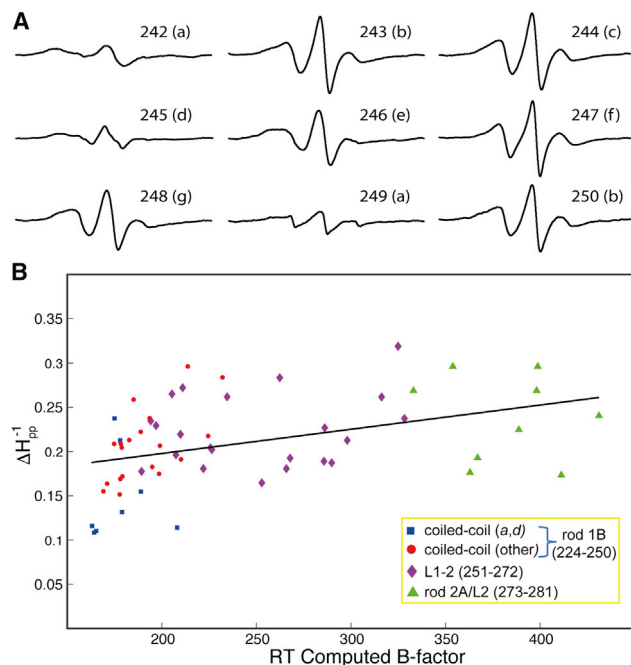 A
242 (a) 243 (b) 244 (c)
245 (d) 246 (e) 247 (f)
248 (g) 249 (a) 250 (b)
B
0.35
0.3
0.25
0.2
0.15
0.1
0.05
ΔH⁻¹pp
200 250 300 350 400
RT Computed B-factor
coiled-coil (a,d)
coiled-coil (other)
rod 1B
(224-250)
L1-2 (251-272)
rod 2A/L2 (273-281)